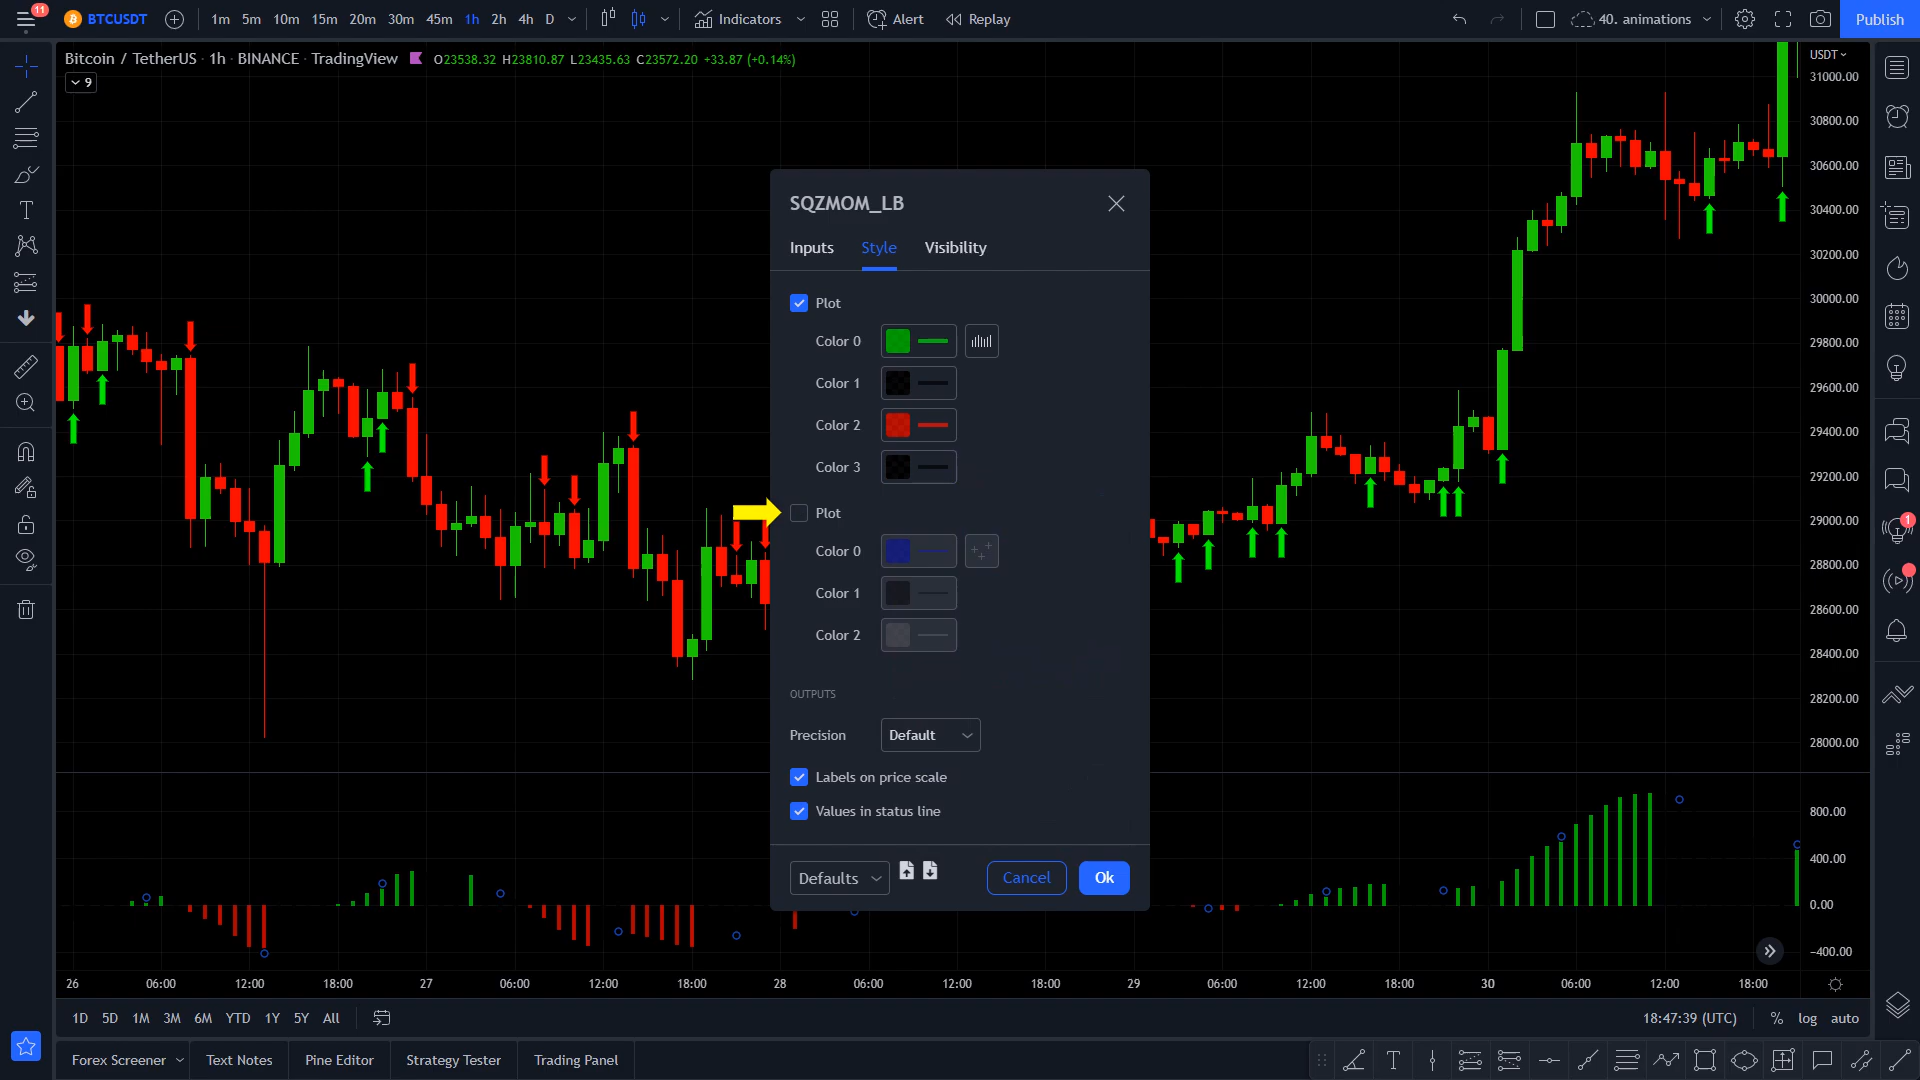 11
BTCUSDT
1m 5m 10m 15m 20m 30m 45m 1h 2h 4h D
Indicators
Alert
Replay
40. animations
Publish
Bitcoin / TetherUS · 1h · BINANCE · TradingView
O23538.32 H23810.87 L23435.63 C23572.20 +33.87 (+0.14%)
9
USDT
31000.00
30800.00
30600.00
30400.00
30200.00
30000.00
29800.00
29600.00
29400.00
29200.00
29000.00
28800.00
28600.00
28400.00
28200.00
28000.00
800.00
400.00
0.00
−400.00
SQZMOM_LB
Inputs Style Visibility
Plot
Color 0
Color 1
Color 2
Color 3
Plot
Color 0
Color 1
Color 2
OUTPUTS
Precision Default
Labels on price scale
Values in status line
Defaults Cancel Ok
1
26 06:00 12:00 18:00 27 06:00 12:00 18:00 28 06:00 12:00 18:00 29 06:00 12:00 18:00 30 06:00 12:00 18:00
1D 5D 1M 3M 6M YTD 1Y 5Y All
18:47:39 (UTC) % log auto
Forex Screener Text Notes Pine Editor Strategy Tester Trading Panel